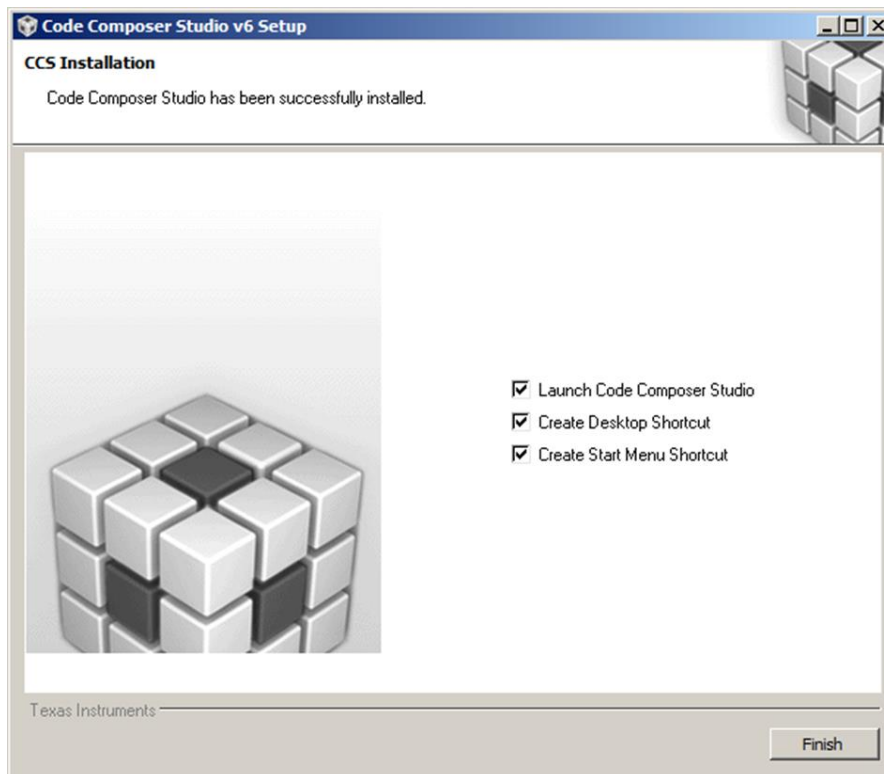 Code Composer Studio v6 Setup
CCS Installation
Code Composer Studio has been successfully installed.
Launch Code Composer Studio
Create Desktop Shortcut
Create Start Menu Shortcut
Texas Instruments
Finish